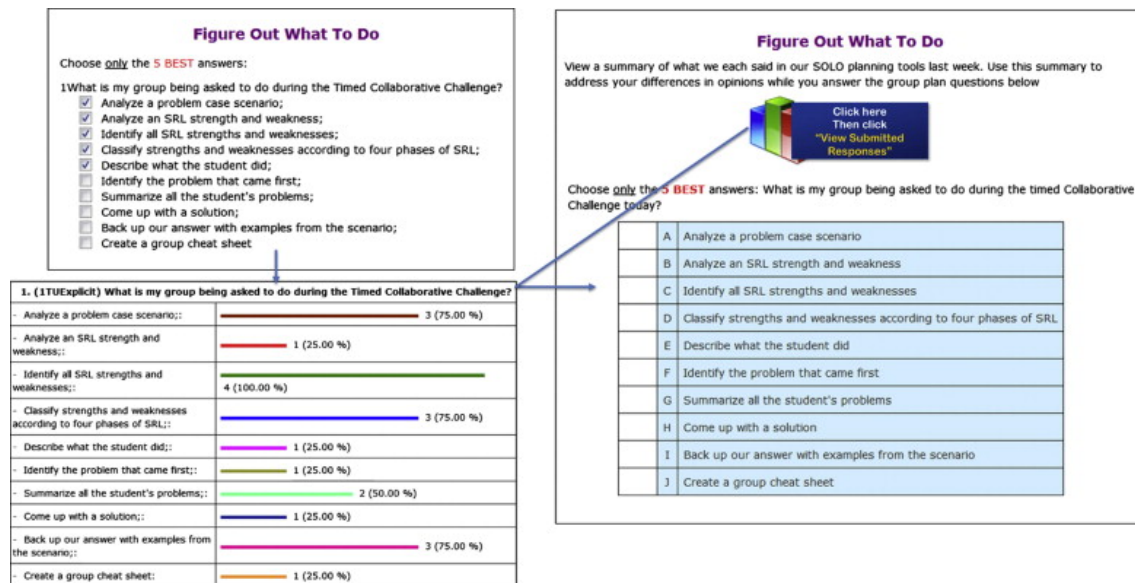 Figure Out What To Do
Choose only the 5 BEST answers:
1What is my group being asked to do during the Timed Collaborative Challenge?
Analyze a problem case scenario;
Analyze an SRL strength and weakness;
Identify all SRL strengths and weaknesses;
Classify strengths and weaknesses according to four phases of SRL;
Describe what the student did;
Identify the problem that came first;
Summarize all the student's problems;
Come up with a solution;
Back up our answer with examples from the scenario;
Create a group cheat sheet
1. (1TUExplicit) What is my group being asked to do during the Timed Collaborative Challenge?
- Analyze a problem case scenario;: 3 (75.00 %)
- Analyze an SRL strength and
weakness;: 1 (25.00 %)
- Identify all SRL strengths and
weaknesses;: 4 (100.00 %)
- Classify strengths and weaknesses
according to four phases of SRL;: 3 (75.00 %)
- Describe what the student did;: 1 (25.00 %)
- Identify the problem that came first;: 1 (25.00 %)
- Summarize all the student's problems;: 2 (50.00 %)
- Come up with a solution;: 1 (25.00 %)
- Back up our answer with examples from
the scenario;: 3 (75.00 %)
- Create a group cheat sheet: 1 (25.00 %)
Figure Out What To Do
View a summary of what we each said in our SOLO planning tools last week. Use this summary to
address your differences in opinions while you answer the group plan questions below
Click here
Then click
"View Submitted
Responses"
Choose only the 5 BEST answers: What is my group being asked to do during the timed Collaborative
Challenge today?
A Analyze a problem case scenario
B Analyze an SRL strength and weakness
C Identify all SRL strengths and weaknesses
D Classify strengths and weaknesses according to four phases of SRL
E Describe what the student did
F Identify the problem that came first
G Summarize all the student's problems
H Come up with a solution
I Back up our answer with examples from the scenario
J Create a group cheat sheet